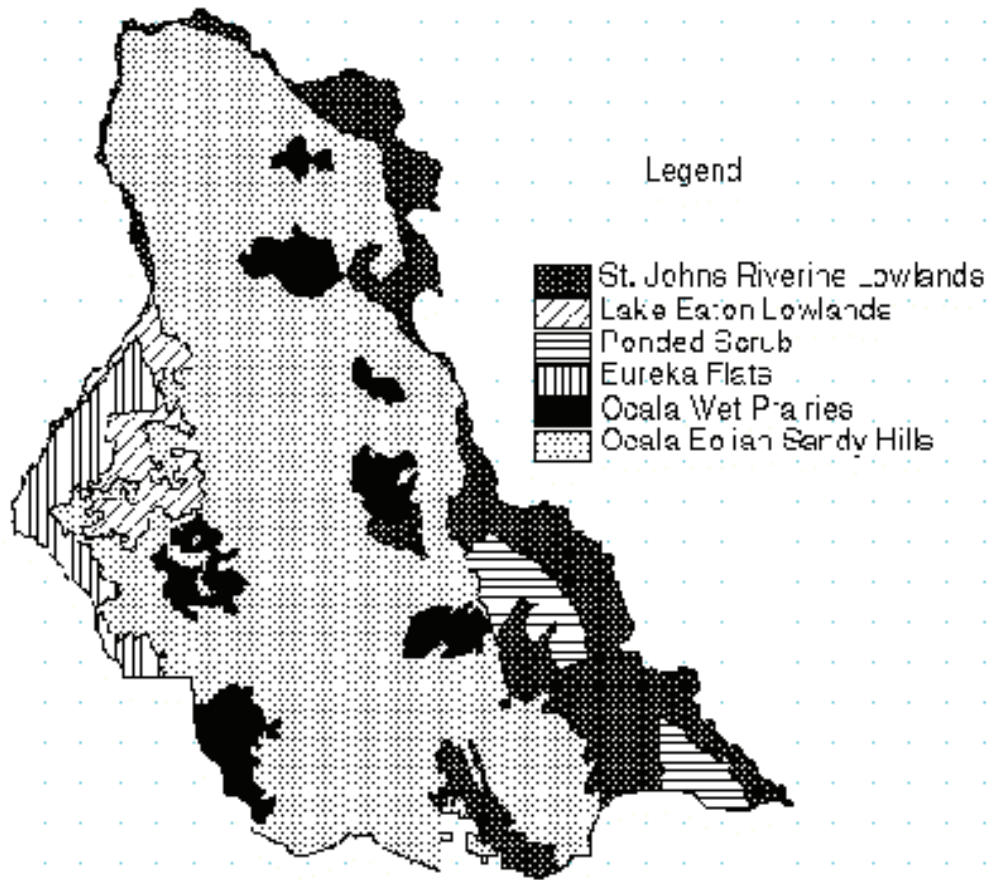 Legend
St. Johns Riverine Lowlands
Lake Eaton Lowlands
Ponded Scrub
Eureka Flats
Ocala Wet Prairies
Ocala Eolian Sandy Hills